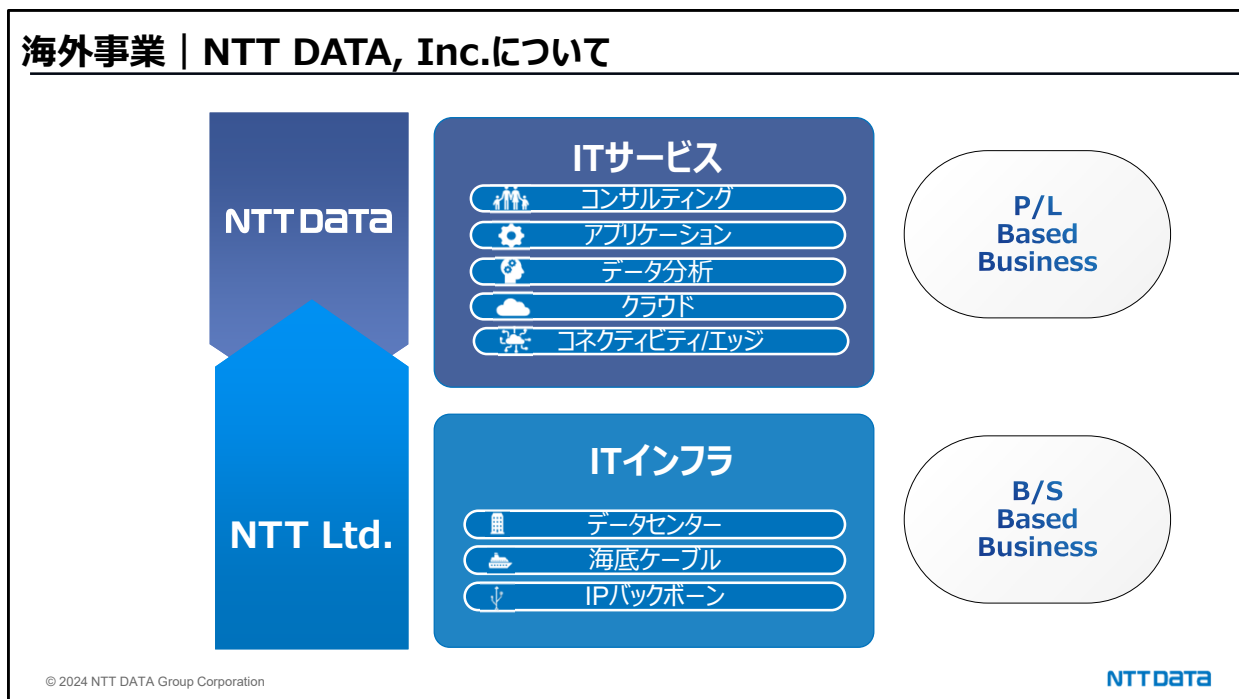 海外事業｜NTT DATA, Inc.について
NTT DATA
ITサービス
コンサルティング
アプリケーション
データ分析
クラウド
コネクティビティ/エッジ
P/L
Based
Business
NTT Ltd.
ITインフラ
データセンター
海底ケーブル
IPバックボーン
B/S
Based
Business
© 2024 NTT DATA Group Corporation
NTT DATA